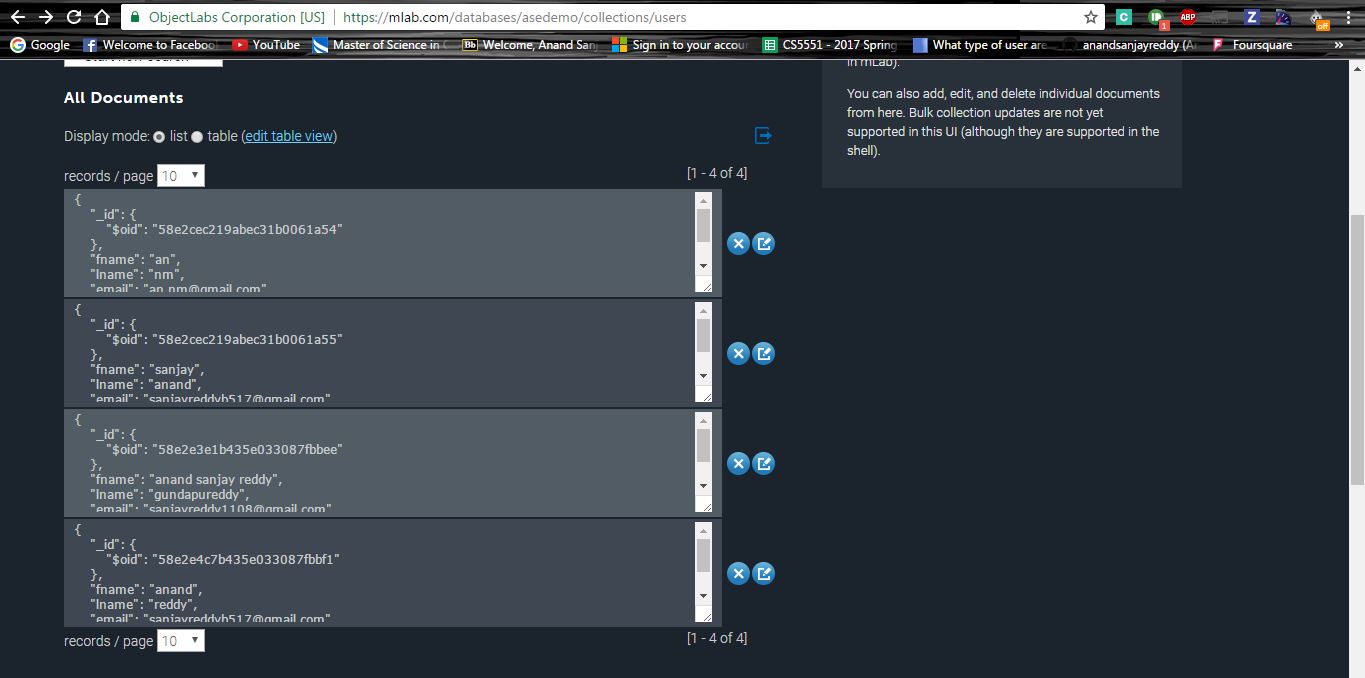 ObjectLabs Corporation [US] | https://mlab.com/databases/asedemo/collections/users
Google Welcome to Faceboo YouTube Master of Science in C Welcome, Anand Sanj Sign in to your accou CS5551 - 2017 Spring What type of user are anandsanjayreddy (A Foursquare »
in mLab).
All Documents
You can also add, edit, and delete individual documents
from here. Bulk collection updates are not yet
supported in this UI (although they are supported in the
shell).
Display mode: list table (edit table view)
records / page 10 [1 - 4 of 4]
{
"_id": {
"$oid": "58e2cec219abec31b0061a54"
},
"fname": "an",
"lname": "nm",
"email": "an.nm@gmail.com"
{
"_id": {
"$oid": "58e2cec219abec31b0061a55"
},
"fname": "sanjay",
"lname": "anand",
"email": "sanjayreddyh517@gmail.com"
{
"_id": {
"$oid": "58e2e3e1b435e033087fbbee"
},
"fname": "anand sanjay reddy",
"lname": "gundapureddy",
"email": "sanjayreddy1108@gmail.com"
{
"_id": {
"$oid": "58e2e4c7b435e033087fbbf1"
},
"fname": "anand",
"lname": "reddy",
"email": "sanjayreddyh517@gmail.com"
records / page 10 [1 - 4 of 4]